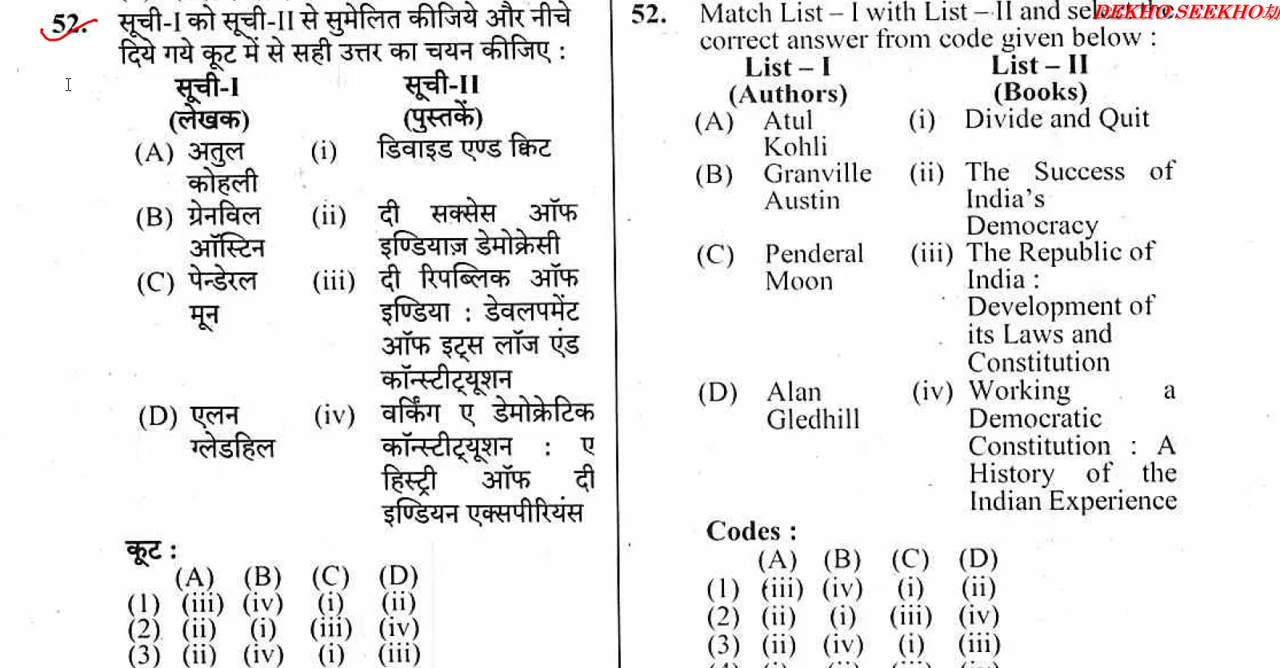 52. सूची-I को सूची-II से सुमेलित कीजिये और नीचे
दिये गये कूट में से सही उत्तर का चयन कीजिए :
सूची-I सूची-II
(लेखक) (पुस्तकें)
(A) अतुल (i) डिवाइड एण्ड क्विट
कोहली
(B) ग्रेनविल (ii) दी सक्सेस ऑफ
ऑस्टिन इण्डियाज़ डेमोक्रेसी
(C) पेन्डेरल (iii) दी रिपब्लिक ऑफ
मून इण्डिया : डेवलपमेंट
ऑफ इट्स लॉज एंड
कॉन्स्टीट्यूशन
(D) एलन (iv) वर्किंग ए डेमोक्रेटिक
ग्लेडहिल कॉन्स्टीट्यूशन : ए
हिस्ट्री ऑफ दी
इण्डियन एक्सपीरियंस
कूट :
(A) (B) (C) (D)
(1) (iii) (iv) (i) (ii)
(2) (ii) (i) (iii) (iv)
(3) (ii) (iv) (i) (iii)
52. Match List – I with List – II and select the
DEKHO.SEEKHO
correct answer from code given below :
List – I List – II
(Authors) (Books)
(A) Atul (i) Divide and Quit
Kohli
(B) Granville (ii) The Success of
Austin India's
Democracy
(C) Penderal (iii) The Republic of
Moon India :
Development of
its Laws and
Constitution
(D) Alan (iv) Working a
Gledhill Democratic
Constitution : A
History of the
Indian Experience
Codes :
(A) (B) (C) (D)
(1) (iii) (iv) (i) (ii)
(2) (ii) (i) (iii) (iv)
(3) (ii) (iv) (i) (iii)